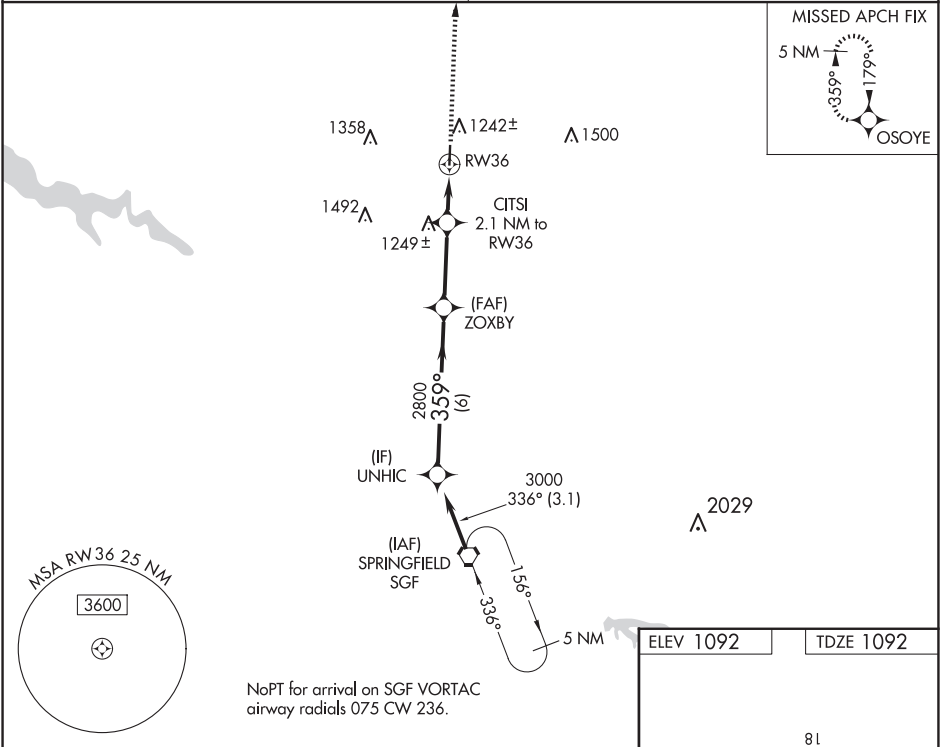 MISSED APCH FIX
5 NM
359°
179°
OSOYE
1358
1242±
1500
RW36
1492
1249±
CITSI
2.1 NM to
RW36
(FAF)
ZOXBY
2800
359°
(6)
(IF)
UNHIC
3000
336° (3.1)
2029
(IAF)
SPRINGFIELD
SGF
156°
336°
5 NM
MSA RW36 25 NM
3600
NoPT for arrival on SGF VORTAC
airway radials 075 CW 236.
ELEV 1092
TDZE 1092
18